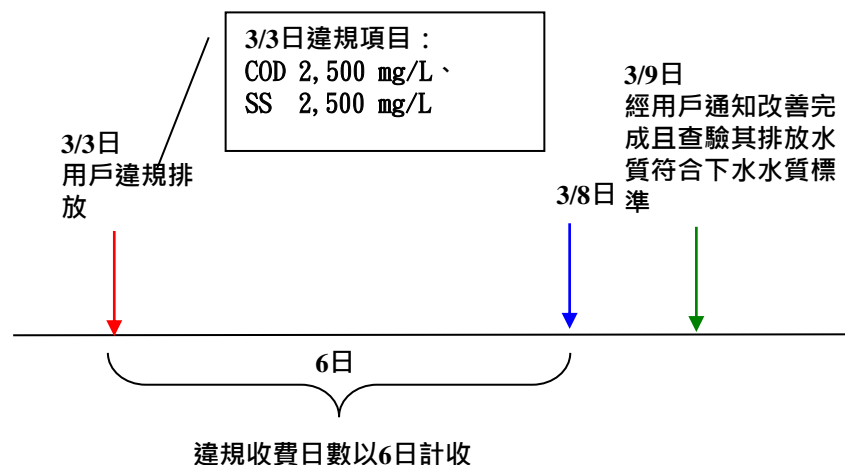 3/3日違規項目：
COD 2,500 mg/L、
SS 2,500 mg/L
3/3日
用戶違規排
放
3/8日
3/9日
經用戶通知改善完
成且查驗其排放水
質符合下水水質標
準
6日
違規收費日數以6日計收